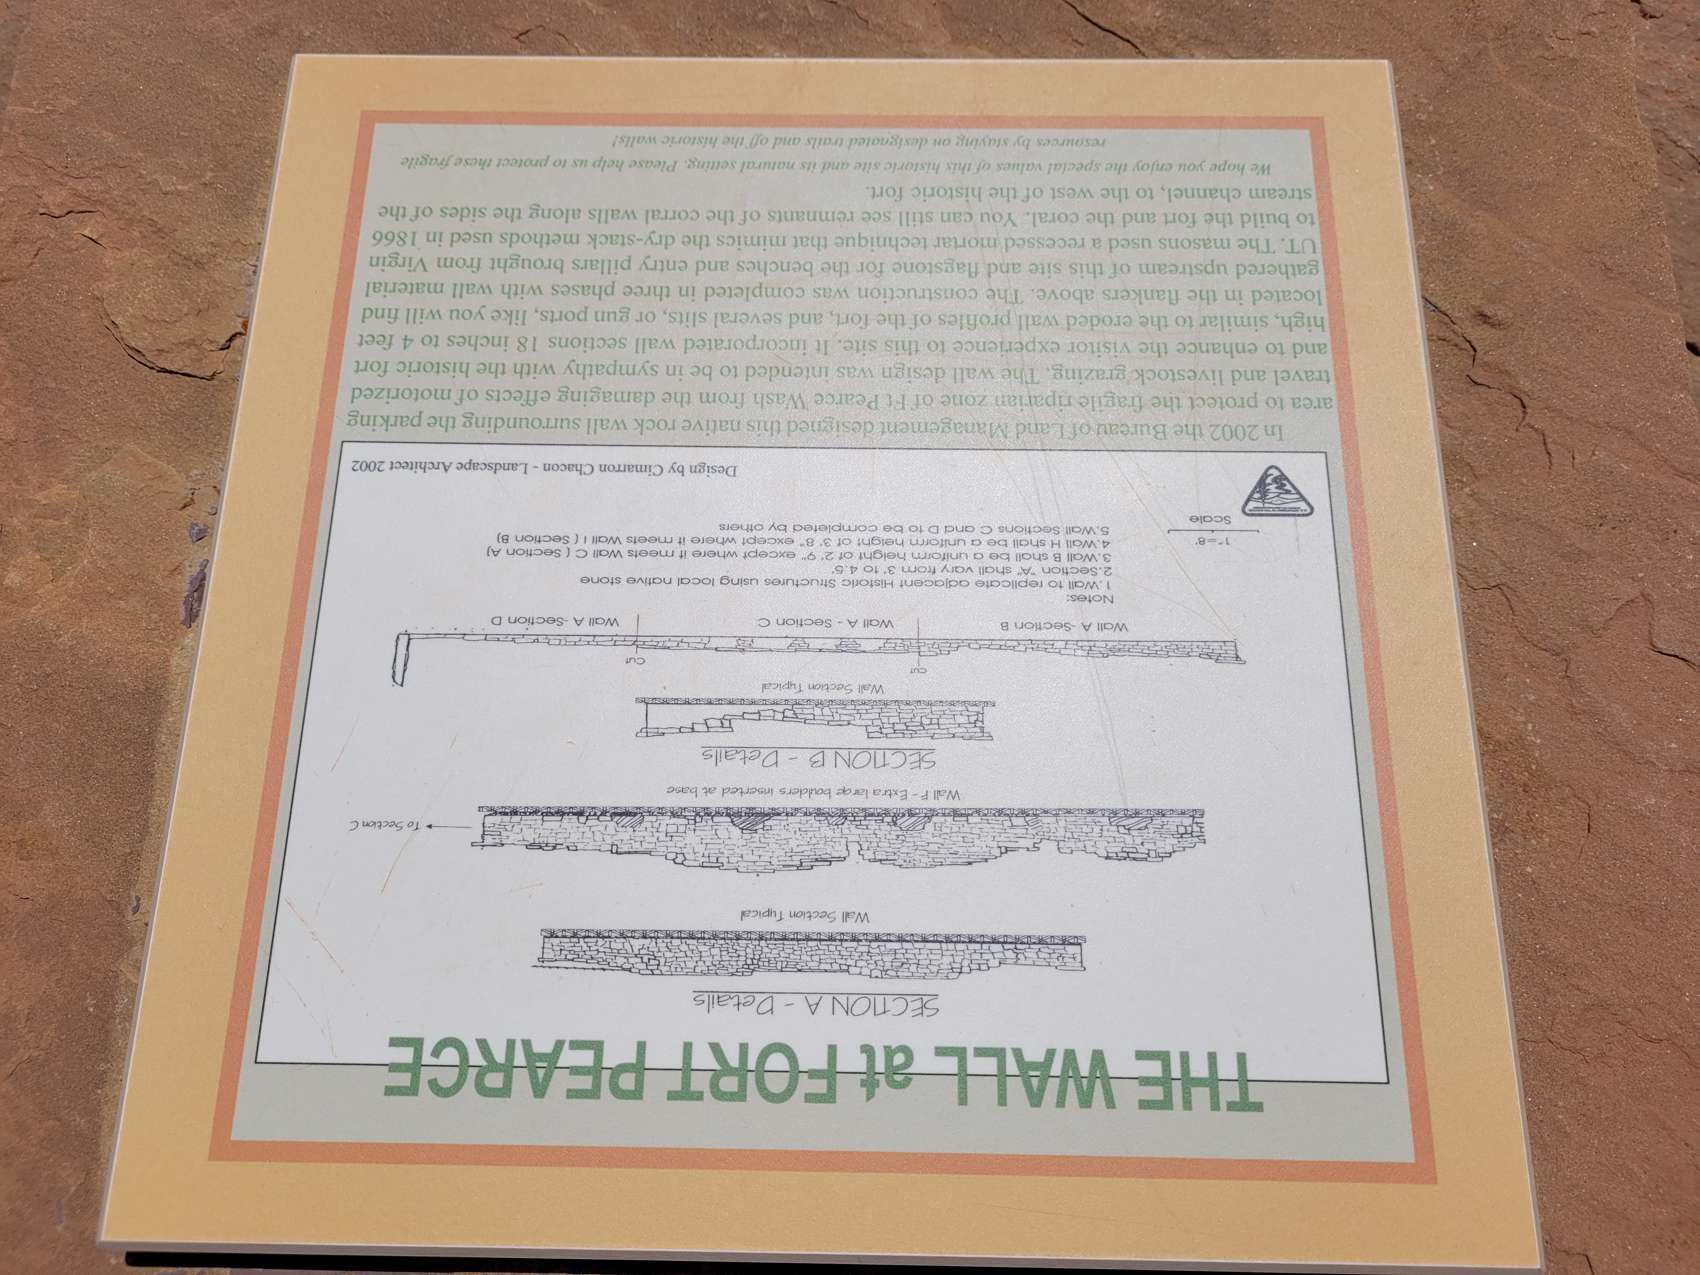 THE WALL at FORT PEARCE
SECTION A - Details
Wall Section Typical
To Section C
Wall F - Extra large boulders inserted at base
SECTION B - Details
Wall Section Typical
Cut
Cut
Wall A -Section B
Wall A - Section C
Wall A -Section D
Notes:
1.Wall to replicate adjacent Historic Structures using local native stone
2.Section "A" shall vary from 3' to 4.5'
3.Wall B shall be a uniform height of 2' 9" except where it meets Wall C ( Section A)
4.Wall H shall be a uniform height of 3' 8" except where it meets Wall I ( Section B)
5.Wall Sections C and D to be completed by others
1"=8'
Scale
Design by Cimarron Chacon - Landscape Architect 2002
In 2002 the Bureau of Land Management designed this native rock wall surrounding the parking
area to protect the fragile riparian zone of Ft Pearce Wash from the damaging effects of motorized
travel and livestock grazing. The wall design was intended to be in sympathy with the historic fort
and to enhance the visitor experience to this site. It incorporated wall sections 18 inches to 4 feet
high, similar to the eroded wall profiles of the fort, and several slits, or gun ports, like you will find
located in the flankers above. The construction was completed in three phases with wall material
gathered upstream of this site and flagstone for the benches and entry pillars brought from Virgin
UT. The masons used a recessed mortar technique that mimics the dry-stack methods used in 1866
to build the fort and the coral. You can still see remnants of the corral walls along the sides of the
stream channel, to the west of the historic fort.
We hope you enjoy the special values of this historic site and its natural setting. Please help us to protect these fragile
resources by staying on designated trails and off the historic walls!